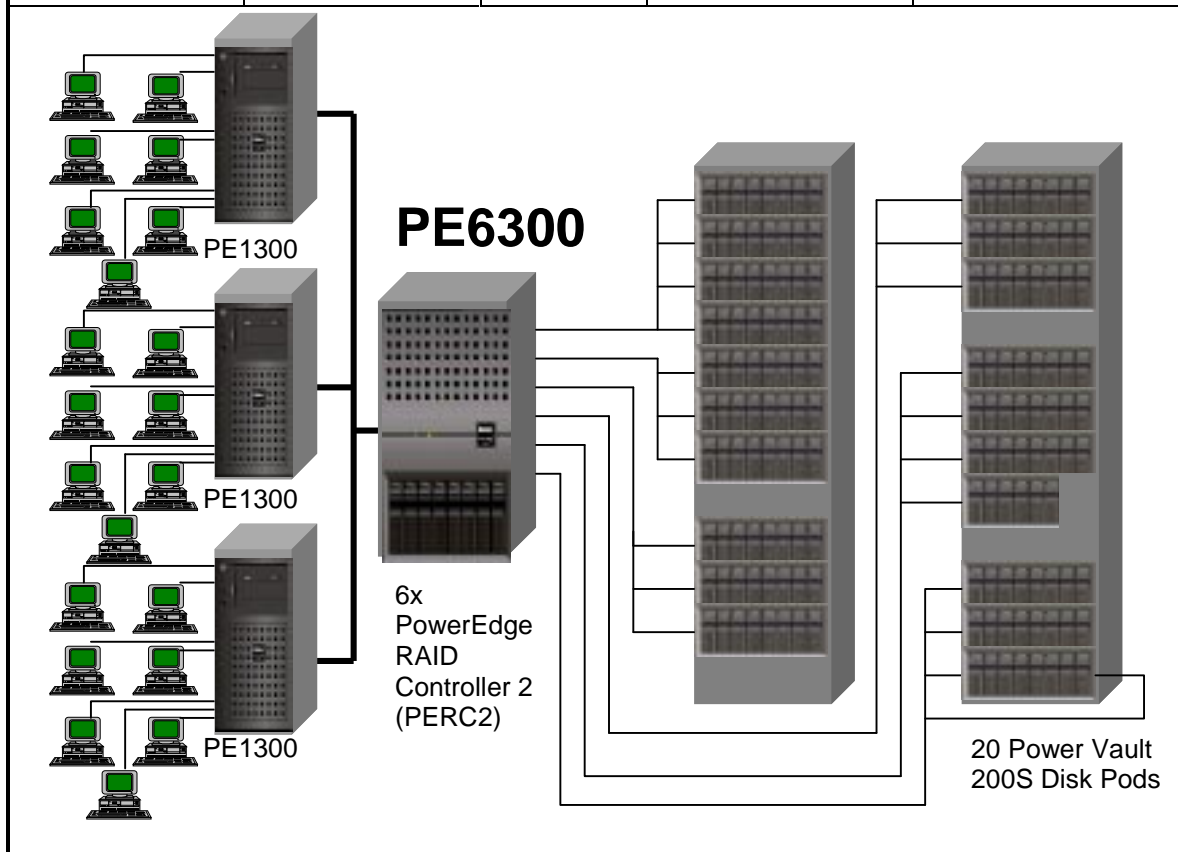 PE1300
PE6300
PE1300
6x
PowerEdge
RAID
Controller 2
(PERC2)
PE1300
20 Power Vault
200S Disk Pods